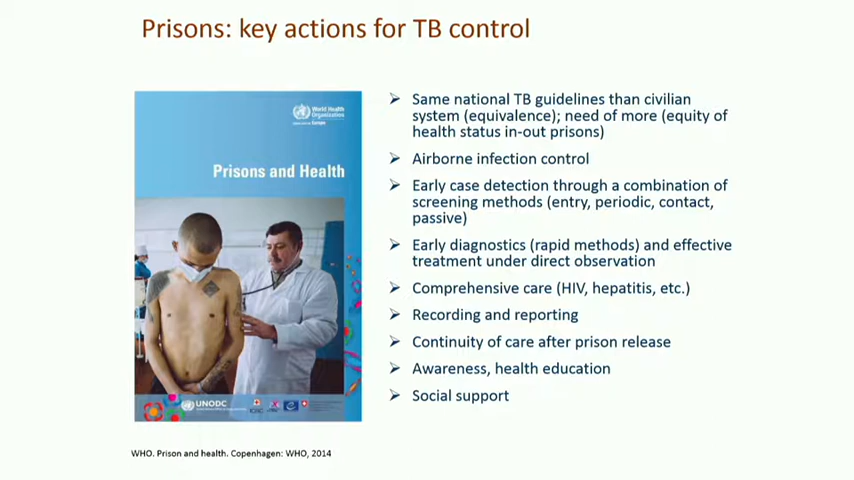 Prisons: key actions for TB control
World Health
Organization
Prisons and Health
UNODC
➢ Same national TB guidelines than civilian
system (equivalence); need of more (equity of
health status in-out prisons)
➢ Airborne infection control
➢ Early case detection through a combination of
screening methods (entry, periodic, contact,
passive)
➢ Early diagnostics (rapid methods) and effective
treatment under direct observation
➢ Comprehensive care (HIV, hepatitis, etc.)
➢ Recording and reporting
➢ Continuity of care after prison release
➢ Awareness, health education
➢ Social support
WHO. Prison and health. Copenhagen: WHO, 2014